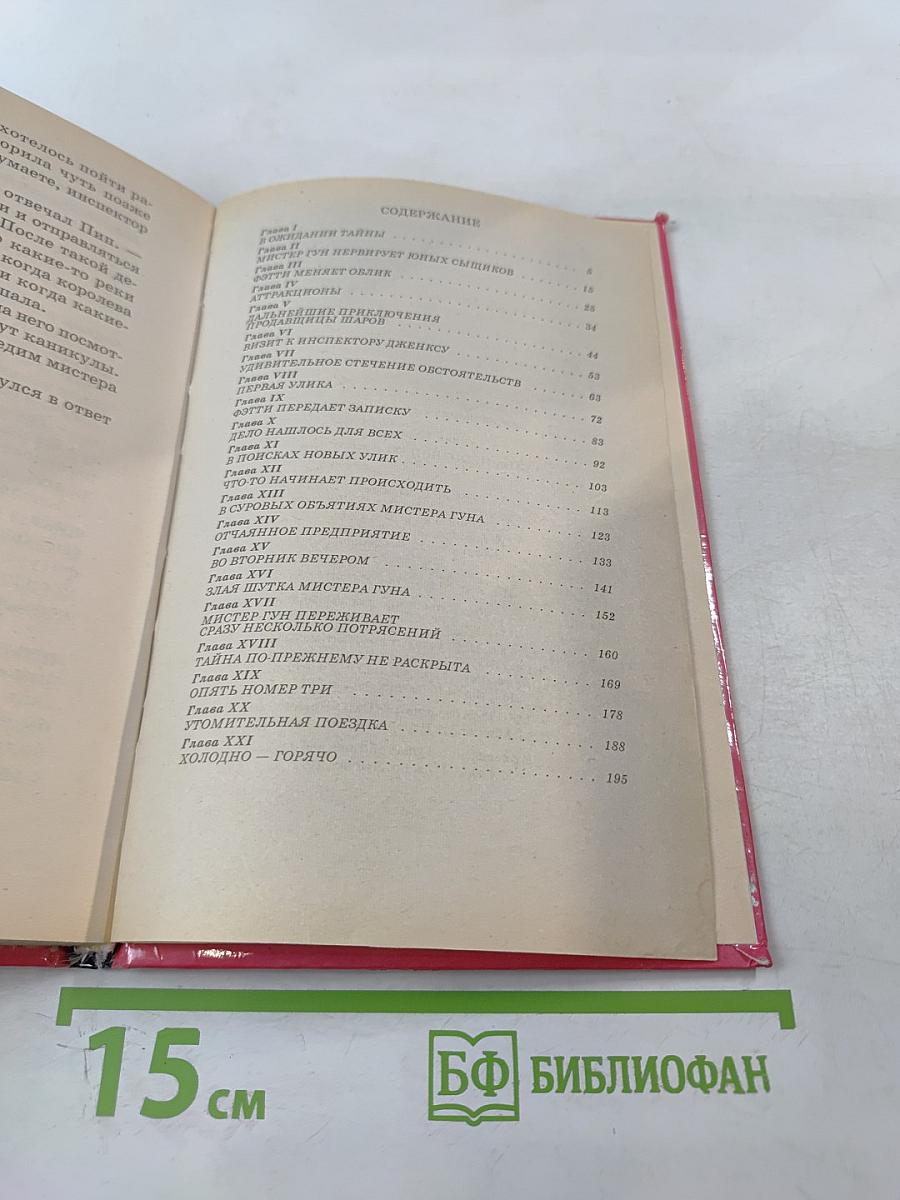 хотелось пойти ра-
орила чуть позже
умаете, инспектор
отвечал Пип. —
и и отправляться
После такой де-
о какие-то реки
когда королева
и когда какие-
пала.
а него посмот-
ут каникулы.
едим мистера
нулся в ответ
СОДЕРЖАНИЕ
Глава I
В ОЖИДАНИИ ТАЙНЫ . . . 5
Глава II
МИСТЕР ГУН НЕРВИРУЕТ ЮНЫХ СЫЩИКОВ . . . 15
Глава III
ФЭТТИ МЕНЯЕТ ОБЛИК . . . 25
Глава IV
АТТРАКЦИОНЫ . . . 34
Глава V
ДАЛЬНЕЙШИЕ ПРИКЛЮЧЕНИЯ
ПРОДАВЩИЦЫ ШАРОВ . . . 44
Глава VI
ВИЗИТ К ИНСПЕКТОРУ ДЖЕНКСУ . . . 53
Глава VII
УДИВИТЕЛЬНОЕ СТЕЧЕНИЕ ОБСТОЯТЕЛЬСТВ . . . 63
Глава VIII
ПЕРВАЯ УЛИКА . . . 72
Глава IX
ФЭТТИ ПЕРЕДАЕТ ЗАПИСКУ . . . 83
Глава X
ДЕЛО НАШЛОСЬ ДЛЯ ВСЕХ . . . 92
Глава XI
В ПОИСКАХ НОВЫХ УЛИК . . . 103
Глава XII
ЧТО-ТО НАЧИНАЕТ ПРОИСХОДИТЬ . . . 113
Глава XIII
В СУРОВЫХ ОБЪЯТИЯХ МИСТЕРА ГУНА . . . 123
Глава XIV
ОТЧАЯННОЕ ПРЕДПРИЯТИЕ . . . 133
Глава XV
ВО ВТОРНИК ВЕЧЕРОМ . . . 141
Глава XVI
ЗЛАЯ ШУТКА МИСТЕРА ГУНА . . . 152
Глава XVII
МИСТЕР ГУН ПЕРЕЖИВАЕТ
СРАЗУ НЕСКОЛЬКО ПОТРЯСЕНИЙ . . . 160
Глава XVIII
ТАЙНА ПО-ПРЕЖНЕМУ НЕ РАСКРЫТА . . . 169
Глава XIX
ОПЯТЬ НОМЕР ТРИ . . . 178
Глава XX
УТОМИТЕЛЬНАЯ ПОЕЗДКА . . . 188
Глава XXI
ХОЛОДНО — ГОРЯЧО . . . 195
15 см
БФ БИБЛИОФАН